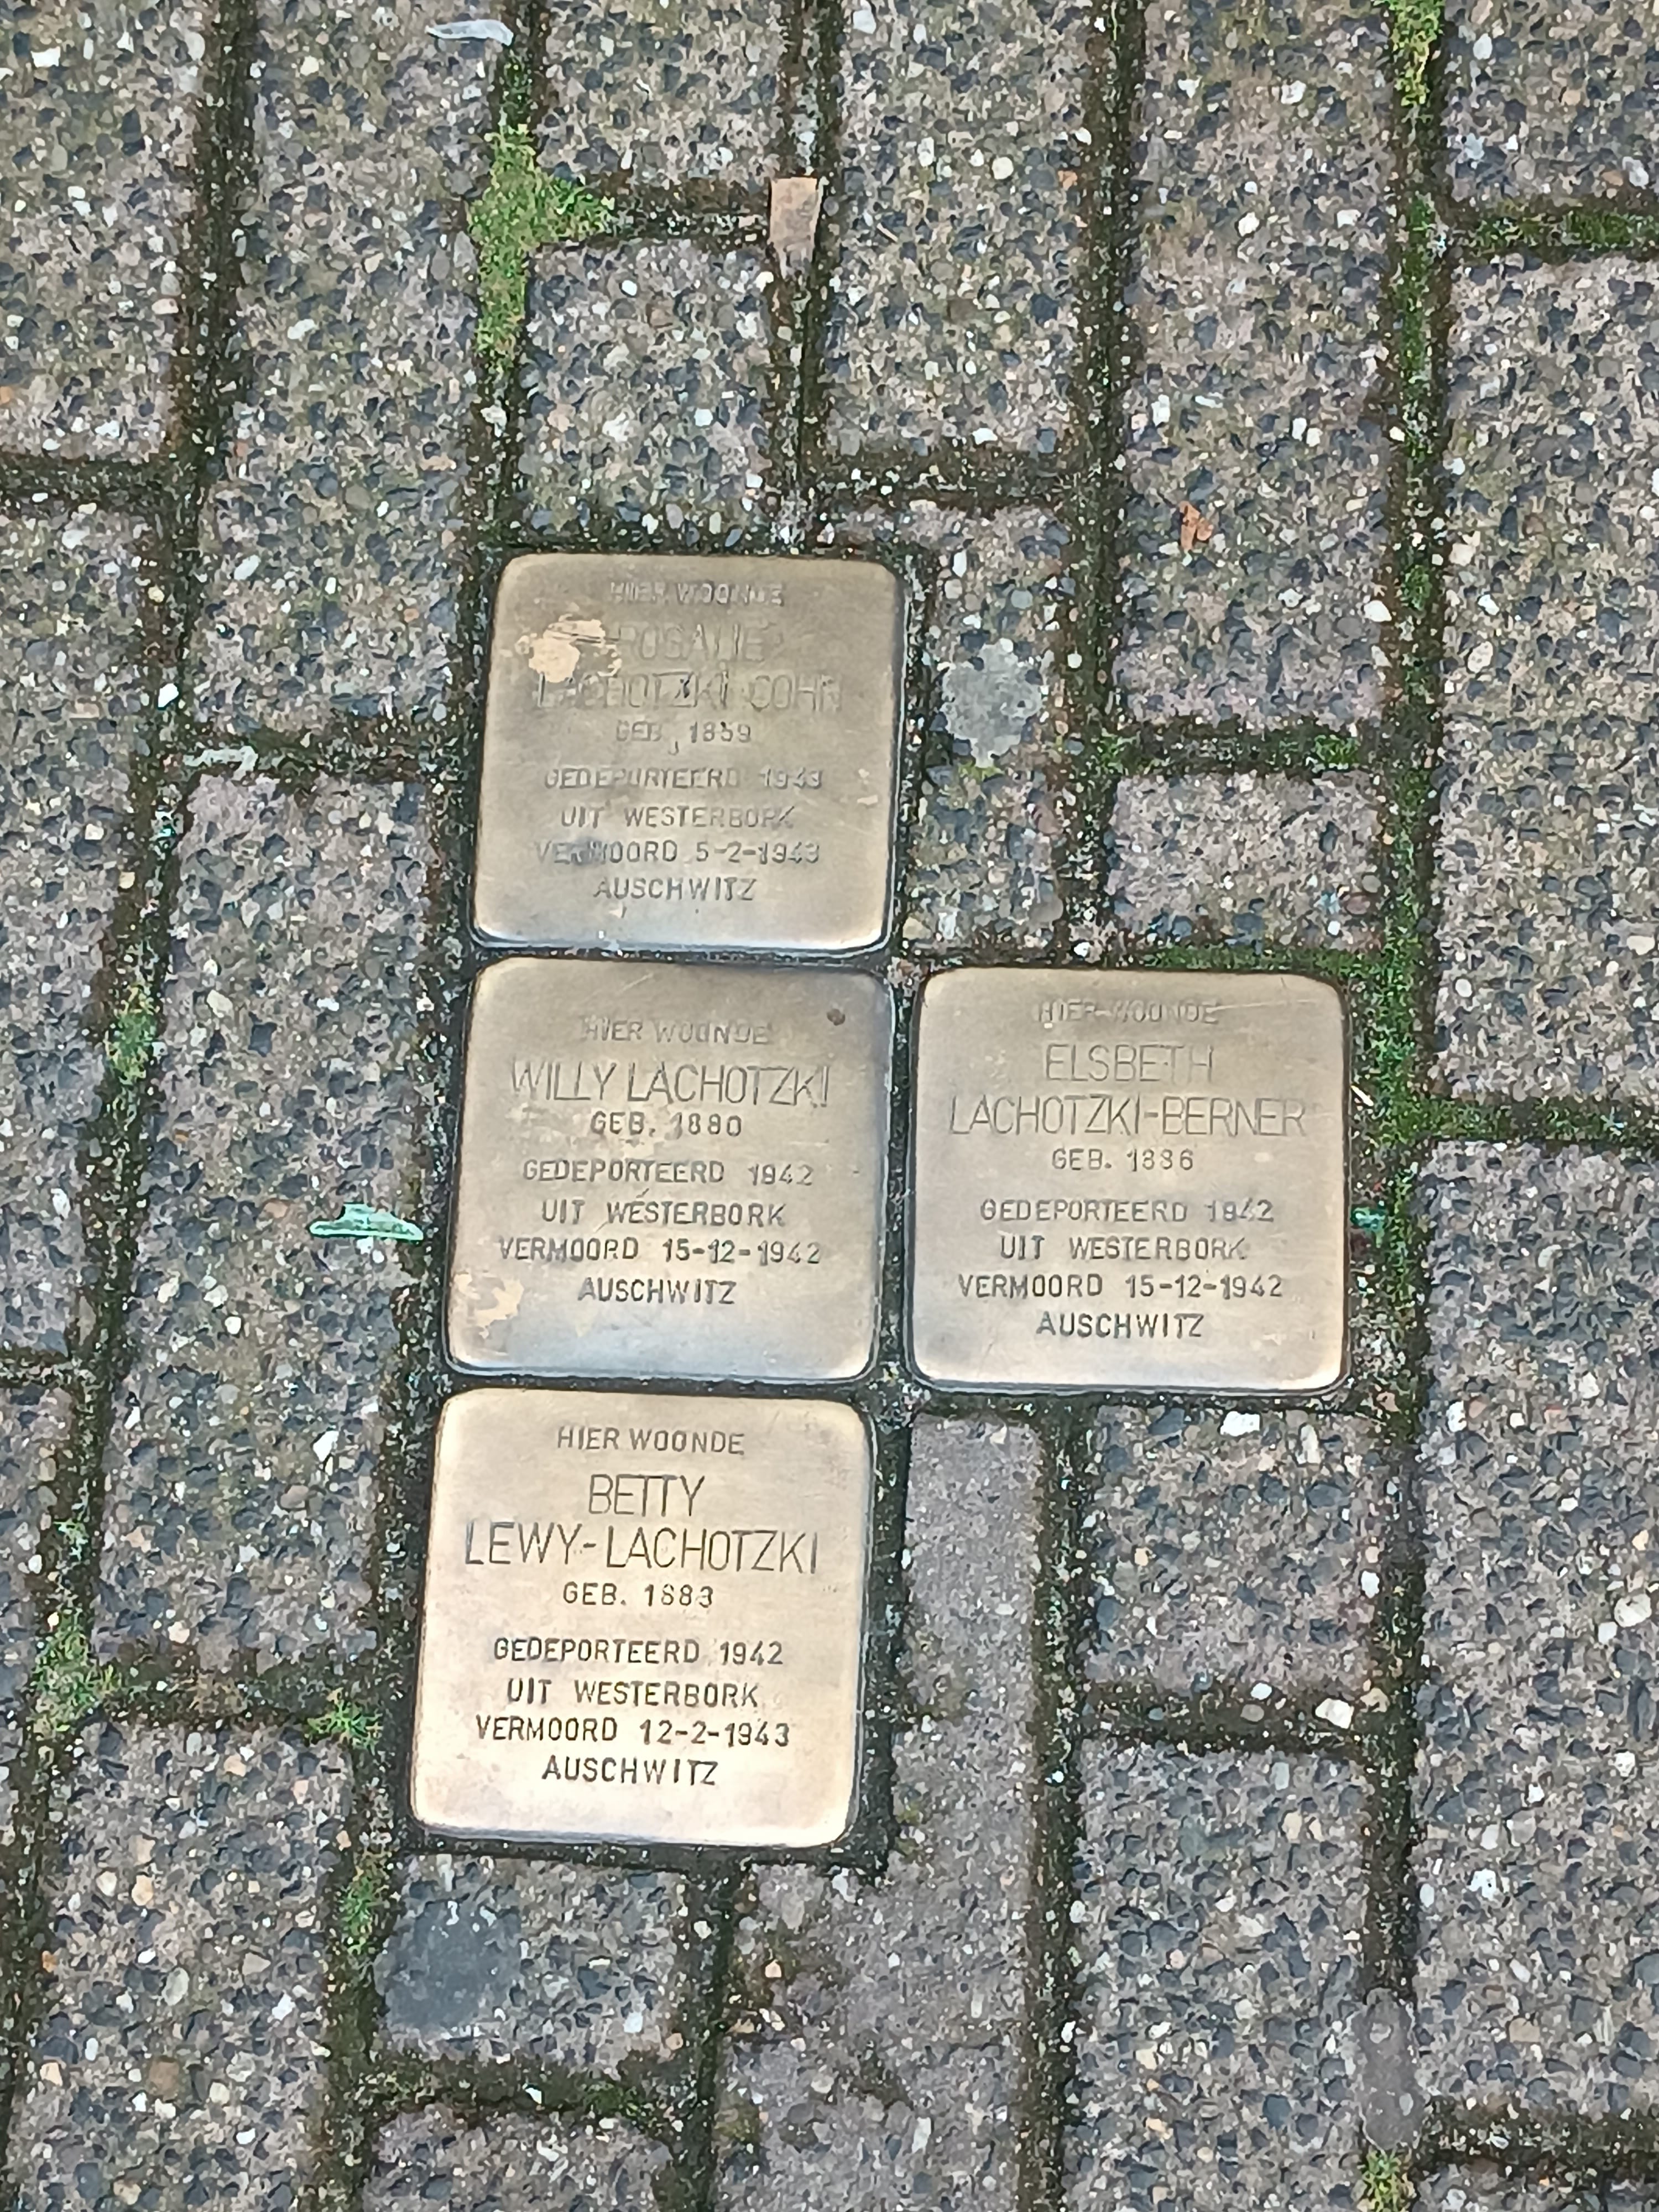 HIER WOONDE
ROSALIE
LACHOTZKI-COHN
GEB. 1859
GEDEPORTEERD 1943
UIT WESTERBORK
VERMOORD 5-2-1943
AUSCHWITZ
HIER WOONDE
WILLY LACHOTZKI
GEB. 1880
GEDEPORTEERD 1942
UIT WESTERBORK
VERMOORD 15-12-1942
AUSCHWITZ
HIER WOONDE
ELSBETH
LACHOTZKI-BERNER
GEB. 1886
GEDEPORTEERD 1942
UIT WESTERBORK
VERMOORD 15-12-1942
AUSCHWITZ
HIER WOONDE
BETTY
LEWY-LACHOTZKI
GEB. 1883
GEDEPORTEERD 1942
UIT WESTERBORK
VERMOORD 12-2-1943
AUSCHWITZ